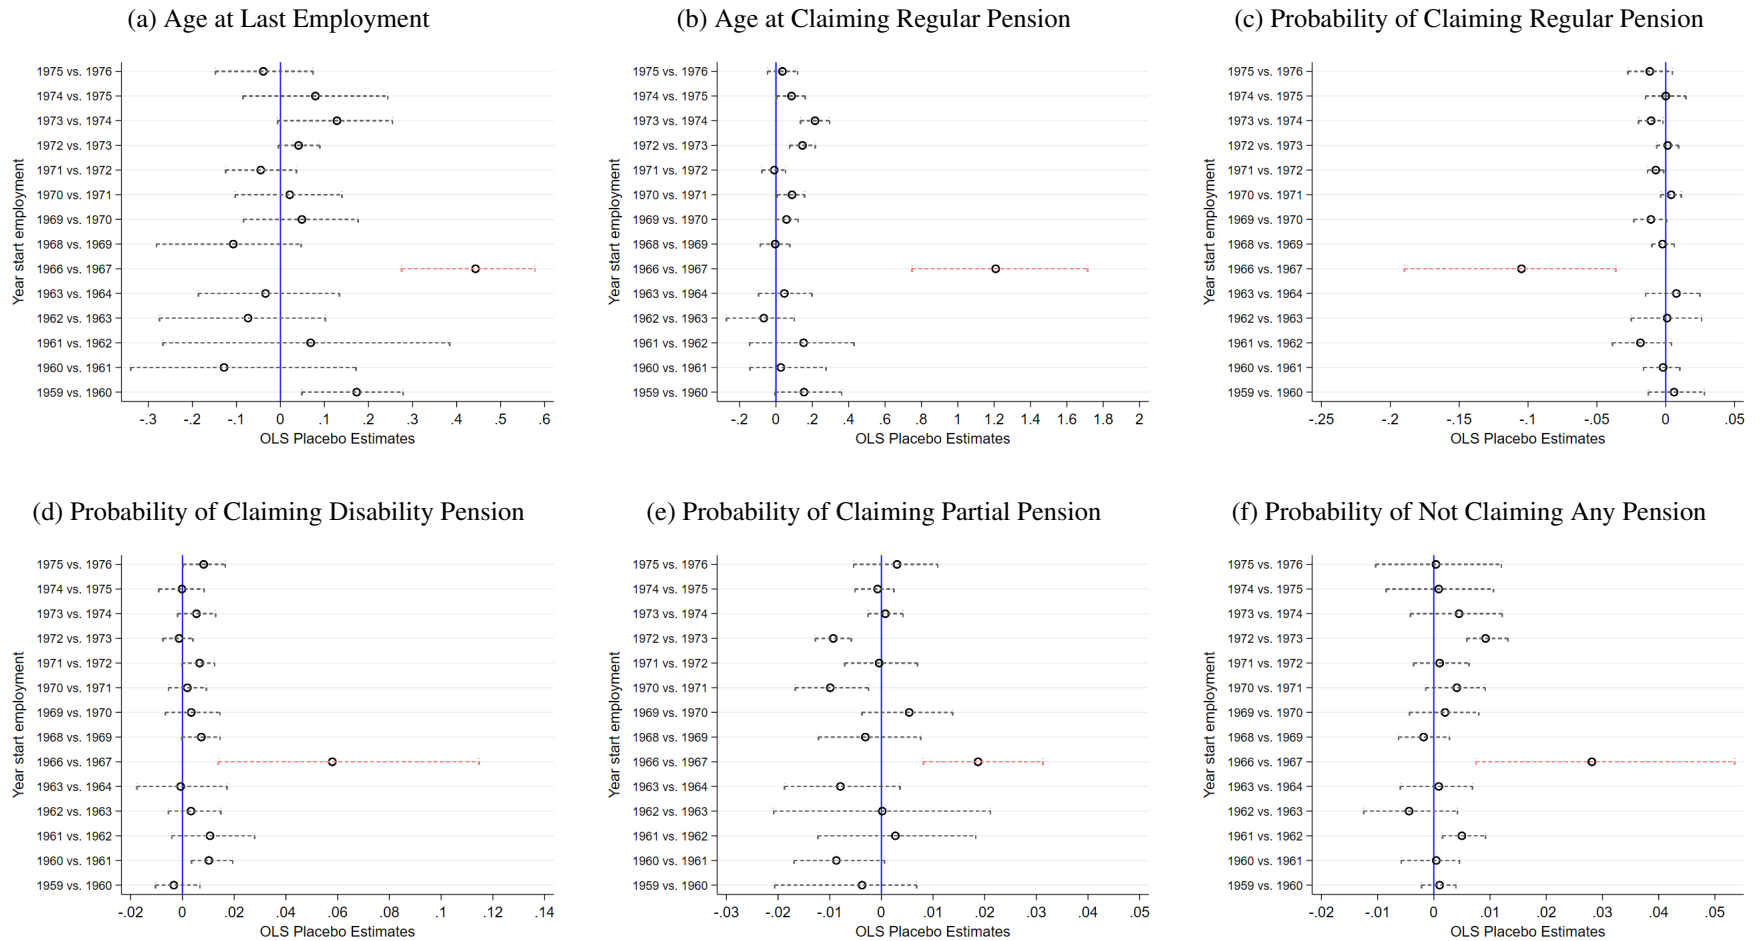 (a) Age at Last Employment
1975 vs. 1976
1974 vs. 1975
1973 vs. 1974
1972 vs. 1973
1971 vs. 1972
1970 vs. 1971
1969 vs. 1970
1968 vs. 1969
1966 vs. 1967
1963 vs. 1964
1962 vs. 1963
1961 vs. 1962
1960 vs. 1961
1959 vs. 1960
Year start employment
-.3 -.2 -.1 0 .1 .2 .3 .4 .5 .6
OLS Placebo Estimates
(b) Age at Claiming Regular Pension
1975 vs. 1976
1974 vs. 1975
1973 vs. 1974
1972 vs. 1973
1971 vs. 1972
1970 vs. 1971
1969 vs. 1970
1968 vs. 1969
1966 vs. 1967
1963 vs. 1964
1962 vs. 1963
1961 vs. 1962
1960 vs. 1961
1959 vs. 1960
Year start employment
-.2 0 .2 .4 .6 .8 1 1.2 1.4 1.6 1.8 2
OLS Placebo Estimates
(c) Probability of Claiming Regular Pension
1975 vs. 1976
1974 vs. 1975
1973 vs. 1974
1972 vs. 1973
1971 vs. 1972
1970 vs. 1971
1969 vs. 1970
1968 vs. 1969
1966 vs. 1967
1963 vs. 1964
1962 vs. 1963
1961 vs. 1962
1960 vs. 1961
1959 vs. 1960
Year start employment
-.25 -.2 -.15 -.1 -.05 0 .05
OLS Placebo Estimates
(d) Probability of Claiming Disability Pension
1975 vs. 1976
1974 vs. 1975
1973 vs. 1974
1972 vs. 1973
1971 vs. 1972
1970 vs. 1971
1969 vs. 1970
1968 vs. 1969
1966 vs. 1967
1963 vs. 1964
1962 vs. 1963
1961 vs. 1962
1960 vs. 1961
1959 vs. 1960
Year start employment
-.02 0 .02 .04 .06 .08 .1 .12 .14
OLS Placebo Estimates
(e) Probability of Claiming Partial Pension
1975 vs. 1976
1974 vs. 1975
1973 vs. 1974
1972 vs. 1973
1971 vs. 1972
1970 vs. 1971
1969 vs. 1970
1968 vs. 1969
1966 vs. 1967
1963 vs. 1964
1962 vs. 1963
1961 vs. 1962
1960 vs. 1961
1959 vs. 1960
Year start employment
-.03 -.02 -.01 0 .01 .02 .03 .04 .05
OLS Placebo Estimates
(f) Probability of Not Claiming Any Pension
1975 vs. 1976
1974 vs. 1975
1973 vs. 1974
1972 vs. 1973
1971 vs. 1972
1970 vs. 1971
1969 vs. 1970
1968 vs. 1969
1966 vs. 1967
1963 vs. 1964
1962 vs. 1963
1961 vs. 1962
1960 vs. 1961
1959 vs. 1960
Year start employment
-.02 -.01 0 .01 .02 .03 .04 .05
OLS Placebo Estimates